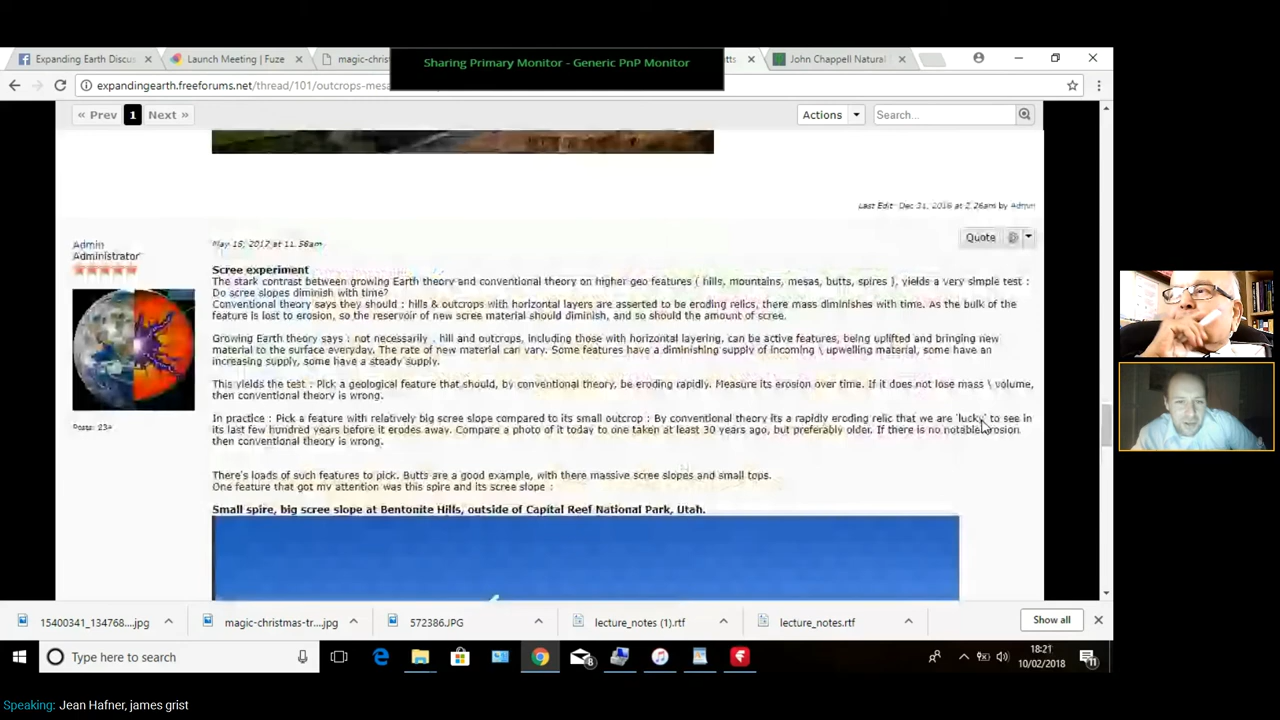 Sharing Primary Monitor - Generic PnP Monitor
Expanding Earth Discu
Launch Meeting | Fuze
magic-christ
tts
John Chappell Natural
expandingearth.freeforums.net/thread/101/outcrops-mesa
« Prev 1 Next »
Actions
Search...
Last Edit: Dec 31, 2016 at 2.26am by Admin
Admin
Administrator
May 15, 2017 at 11.56am
Quote
Scree experiment
The stark contrast between growing Earth theory and conventional theory on higher geo features ( hills, mountains, mesas, butts, spires ), yields a very simple test :
Do scree slopes diminish with time?
Conventional theory says they should : hills & outcrops with horizontal layers are asserted to be eroding relics, there mass diminishes with time. As the bulk of the
feature is lost to erosion, so the reservoir of new scree material should diminish, and so should the amount of scree.
Growing Earth theory says : not necessarily . hill and outcrops, including those with horizontal layering, can be active features, being uplifted and bringing new
material to the surface everyday. The rate of new material can vary. Some features have a diminishing supply of incoming \ upwelling material, some have an
increasing supply, some have a steady supply.
This yields the test : Pick a geological feature that should, by conventional theory, be eroding rapidly. Measure its erosion over time. If it does not lose mass \ volume,
then conventional theory is wrong.
In practice : Pick a feature with relatively big scree slope compared to its small outcrop : By conventional theory its a rapidly eroding relic that we are 'lucky' to see in
its last few hundred years before it erodes away. Compare a photo of it today to one taken at least 30 years ago, but preferably older. If there is no notable erosion
then conventional theory is wrong.
Posts: 234
There's loads of such features to pick. Butts are a good example, with there massive scree slopes and small tops.
One feature that got my attention was this spire and its scree slope :
Small spire, big scree slope at Bentonite Hills, outside of Capital Reef National Park, Utah.
15400341_134768....jpg
magic-christmas-tr....jpg
572386.JPG
lecture_notes (1).rtf
lecture_notes.rtf
Show all
Type here to search
8
18:21
10/02/2018
11
Speaking: Jean Hafner, james grist